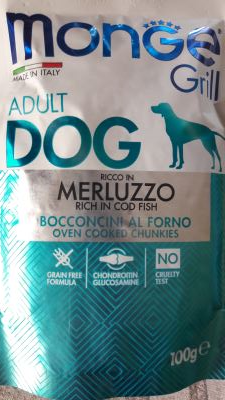 MONGE
MADE IN ITALY
Grill
ADULT
DOG
RICCO IN
MERLUZZO
RICH IN COD FISH
BOCCONCINI AL FORNO
OVEN COOKED CHUNKIES
GRAIN FREE
FORMULA
CHONDROITIN
GLUCOSAMINE
NO
CRUELTY
TEST
100g℮